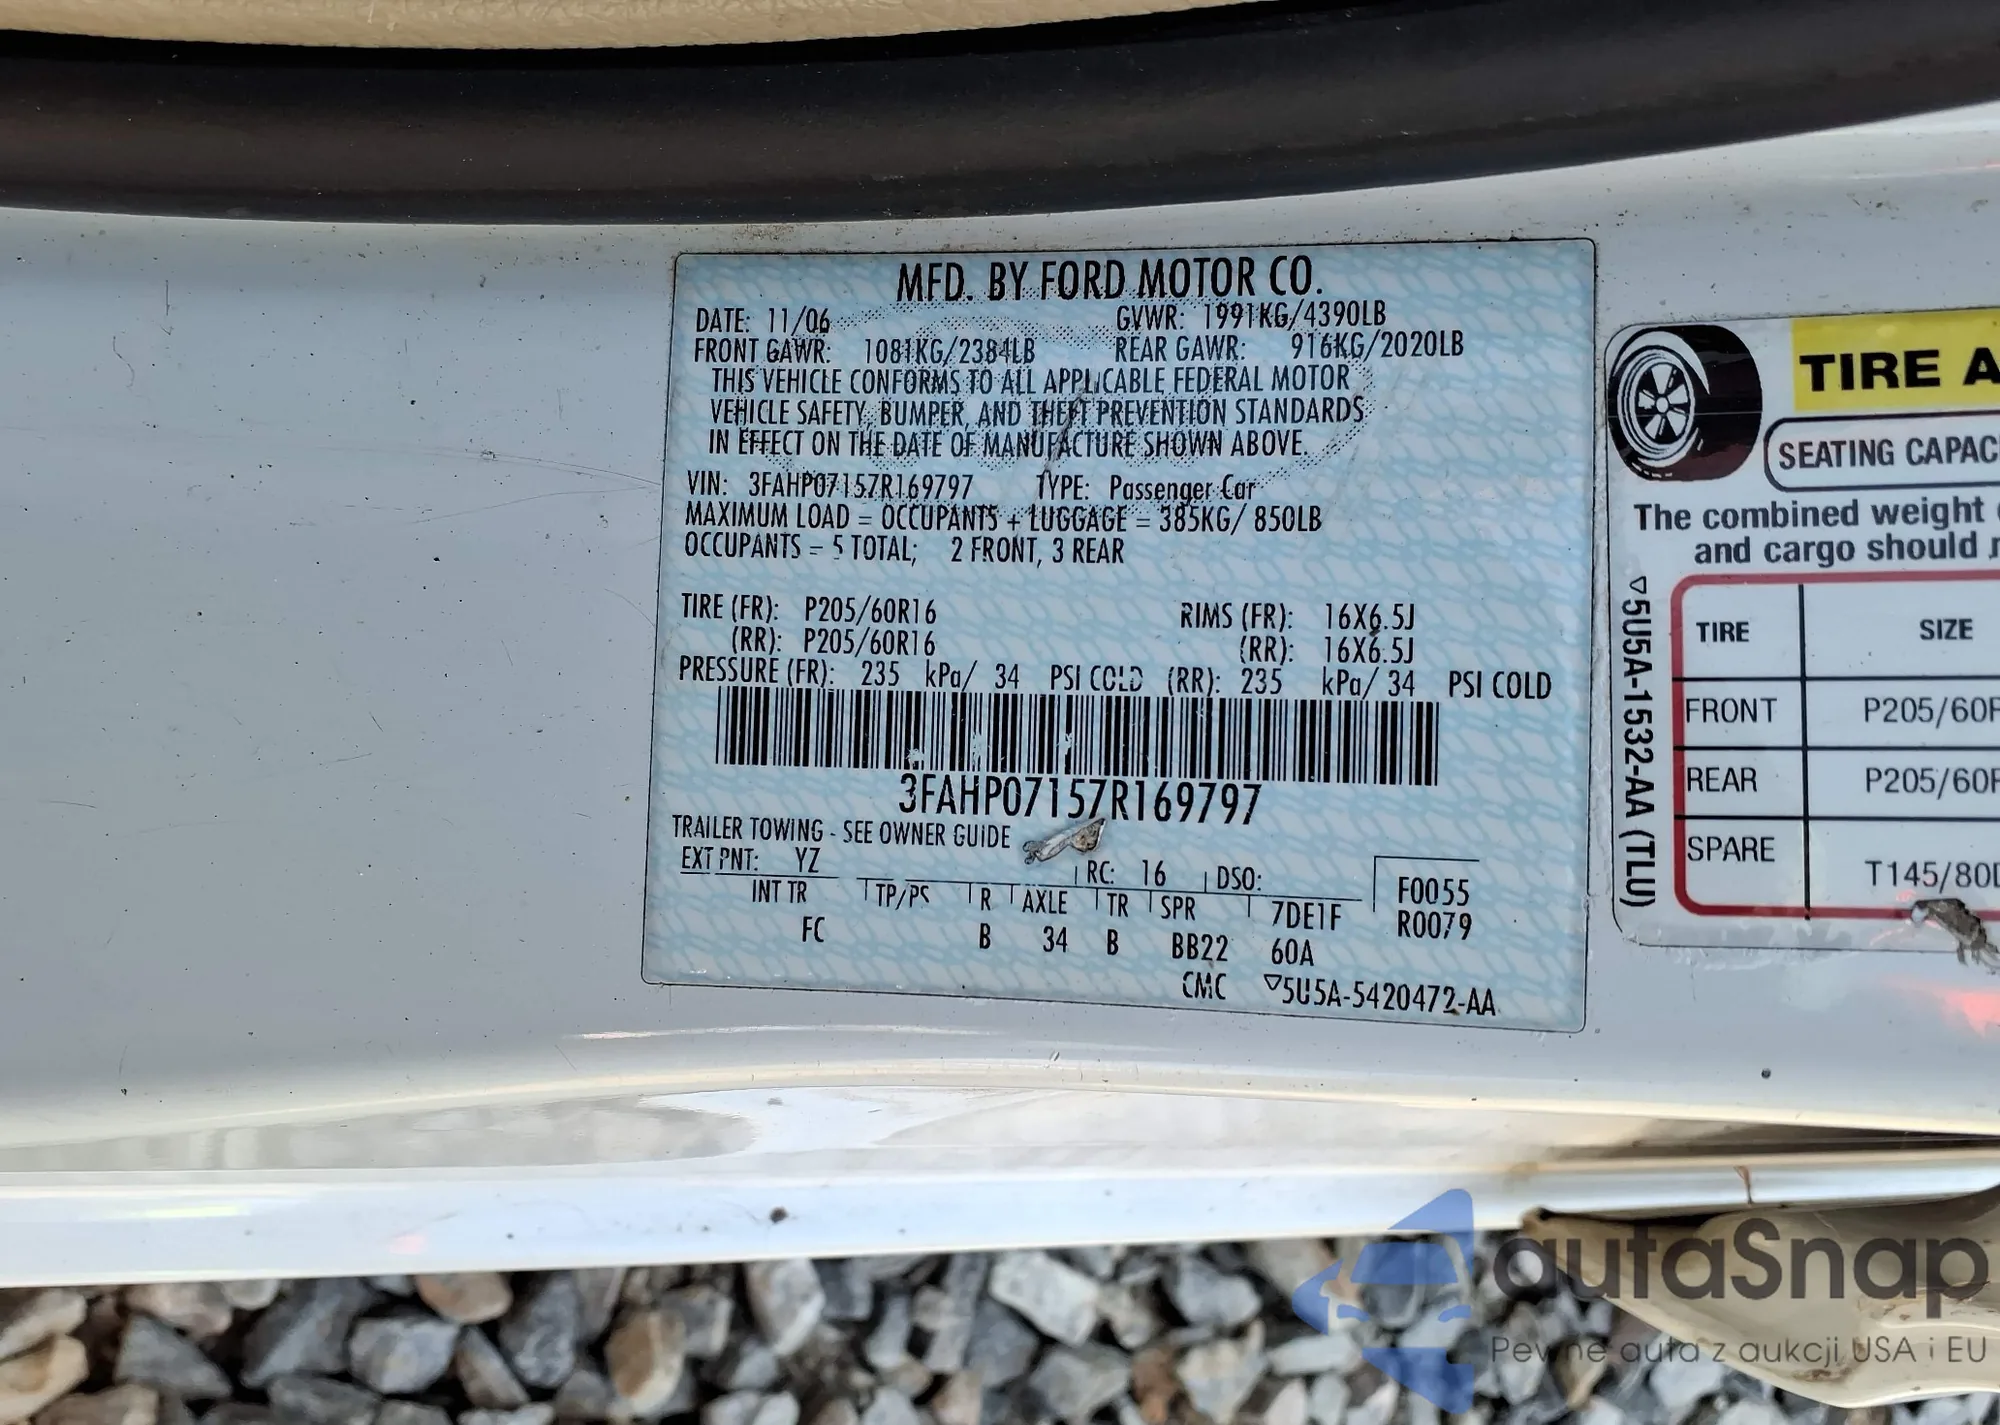 MFD. BY FORD MOTOR CO.
DATE: 11/06 GVWR: 1991KG/4390LB
FRONT GAWR: 1081KG/2384LB REAR GAWR: 916KG/2020LB
THIS VEHICLE CONFORMS TO ALL APPLICABLE FEDERAL MOTOR
VEHICLE SAFETY, BUMPER, AND THEFT PREVENTION STANDARDS
IN EFFECT ON THE DATE OF MANUFACTURE SHOWN ABOVE.
VIN: 3FAHP07157R169797 TYPE: Passenger Car
MAXIMUM LOAD = OCCUPANTS + LUGGAGE = 385KG/ 850LB
OCCUPANTS = 5 TOTAL; 2 FRONT, 3 REAR
TIRE (FR): P205/60R16 RIMS (FR): 16X6.5J
(RR): P205/60R16 (RR): 16X6.5J
PRESSURE (FR): 235 kPa/ 34 PSI COLD (RR): 235 kPa/ 34 PSI COLD
3FAHP07157R169797
TRAILER TOWING - SEE OWNER GUIDE
EXT PNT: YZ RC: 16 DSO: F0055
INT TR TP/PS R AXLE TR SPR 7DE1F R0079
FC B 34 B BB22 60A
CMC ▽5U5A-5420472-AA
TIRE A
SEATING CAPAC
The combined weight
and cargo should
TIRE SIZE
FRONT P205/60R
REAR P205/60R
SPARE T145/80D
▽5U5A-1532-AA (TLU)
autaSnap
Pewne auta z aukcji USA i EU